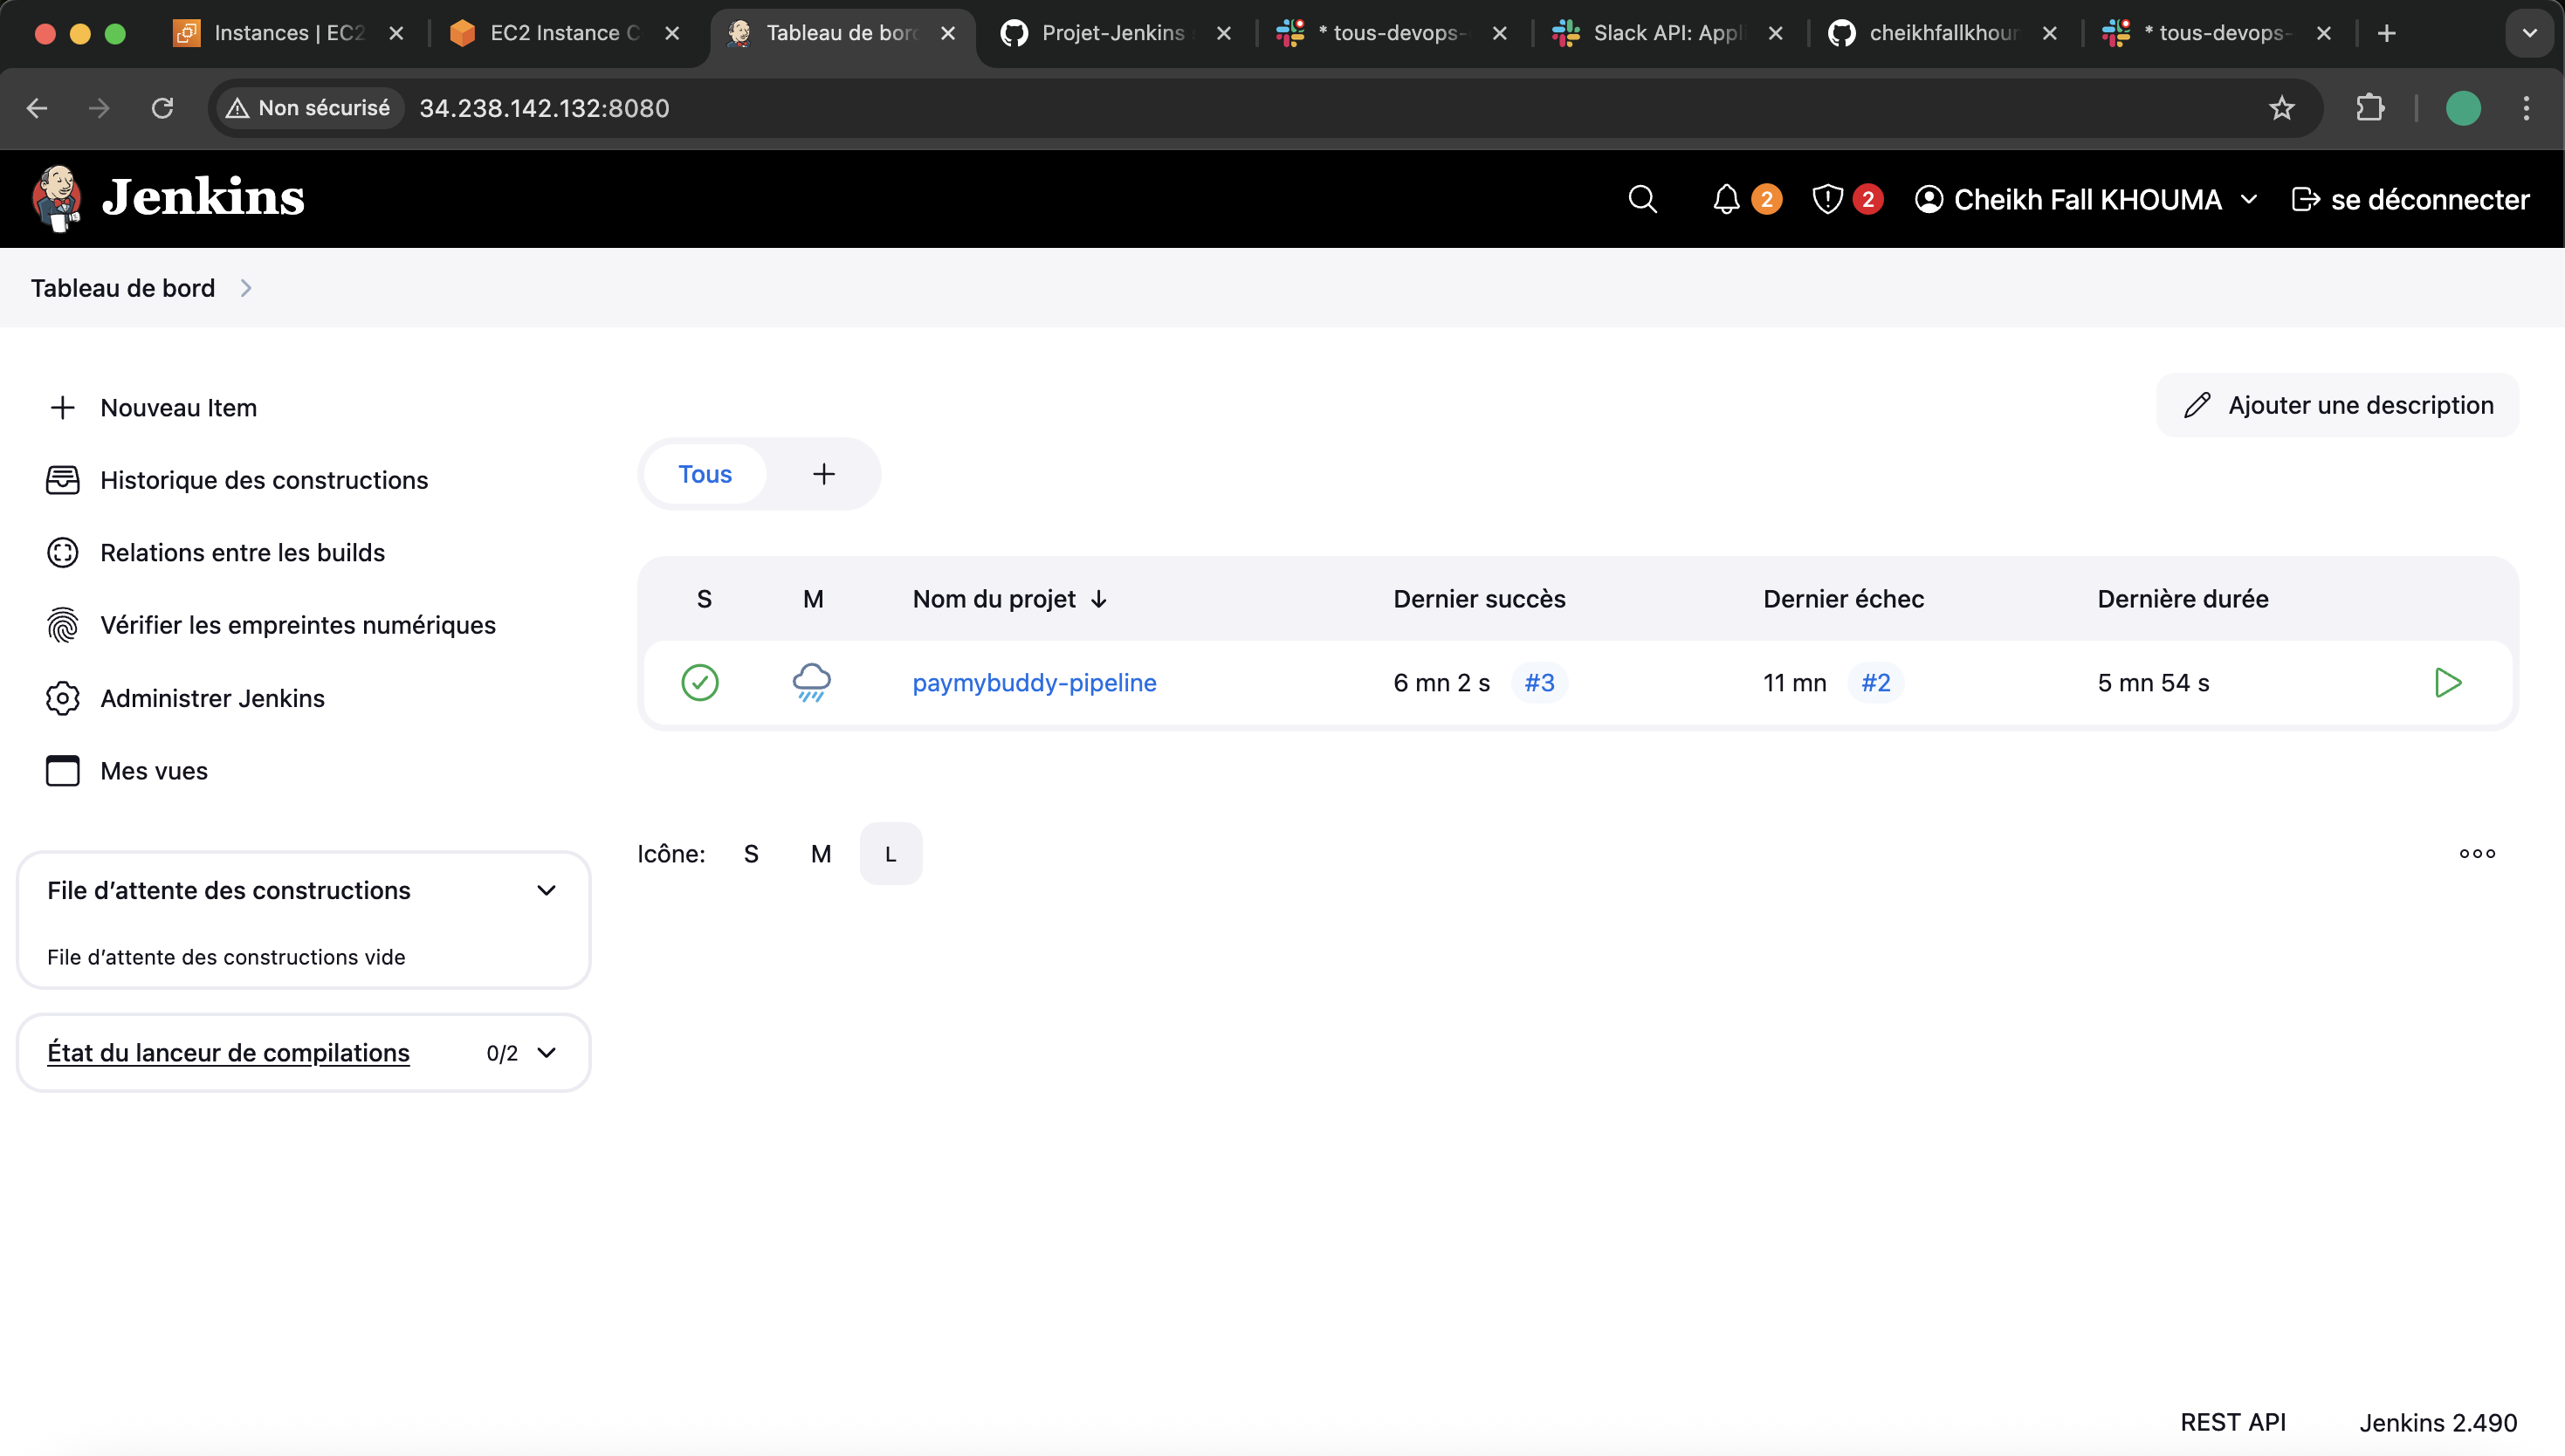 Instances | EC2
EC2 Instance C
Tableau de bor
Projet-Jenkins
* tous-devops-
Slack API: Appl
cheikhfallkhou
* tous-devops-
Non sécurisé
34.238.142.132:8080
Jenkins
2
2
Cheikh Fall KHOUMA
se déconnecter
Tableau de bord
Nouveau Item
Historique des constructions
Relations entre les builds
Vérifier les empreintes numériques
Administrer Jenkins
Mes vues
File d’attente des constructions
File d’attente des constructions vide
État du lanceur de compilations 0/2
Ajouter une description
Tous
S M Nom du projet ↓ Dernier succès Dernier échec Dernière durée
paymybuddy-pipeline 6 mn 2 s #3 11 mn #2 5 mn 54 s
Icône: S M L
REST API Jenkins 2.490